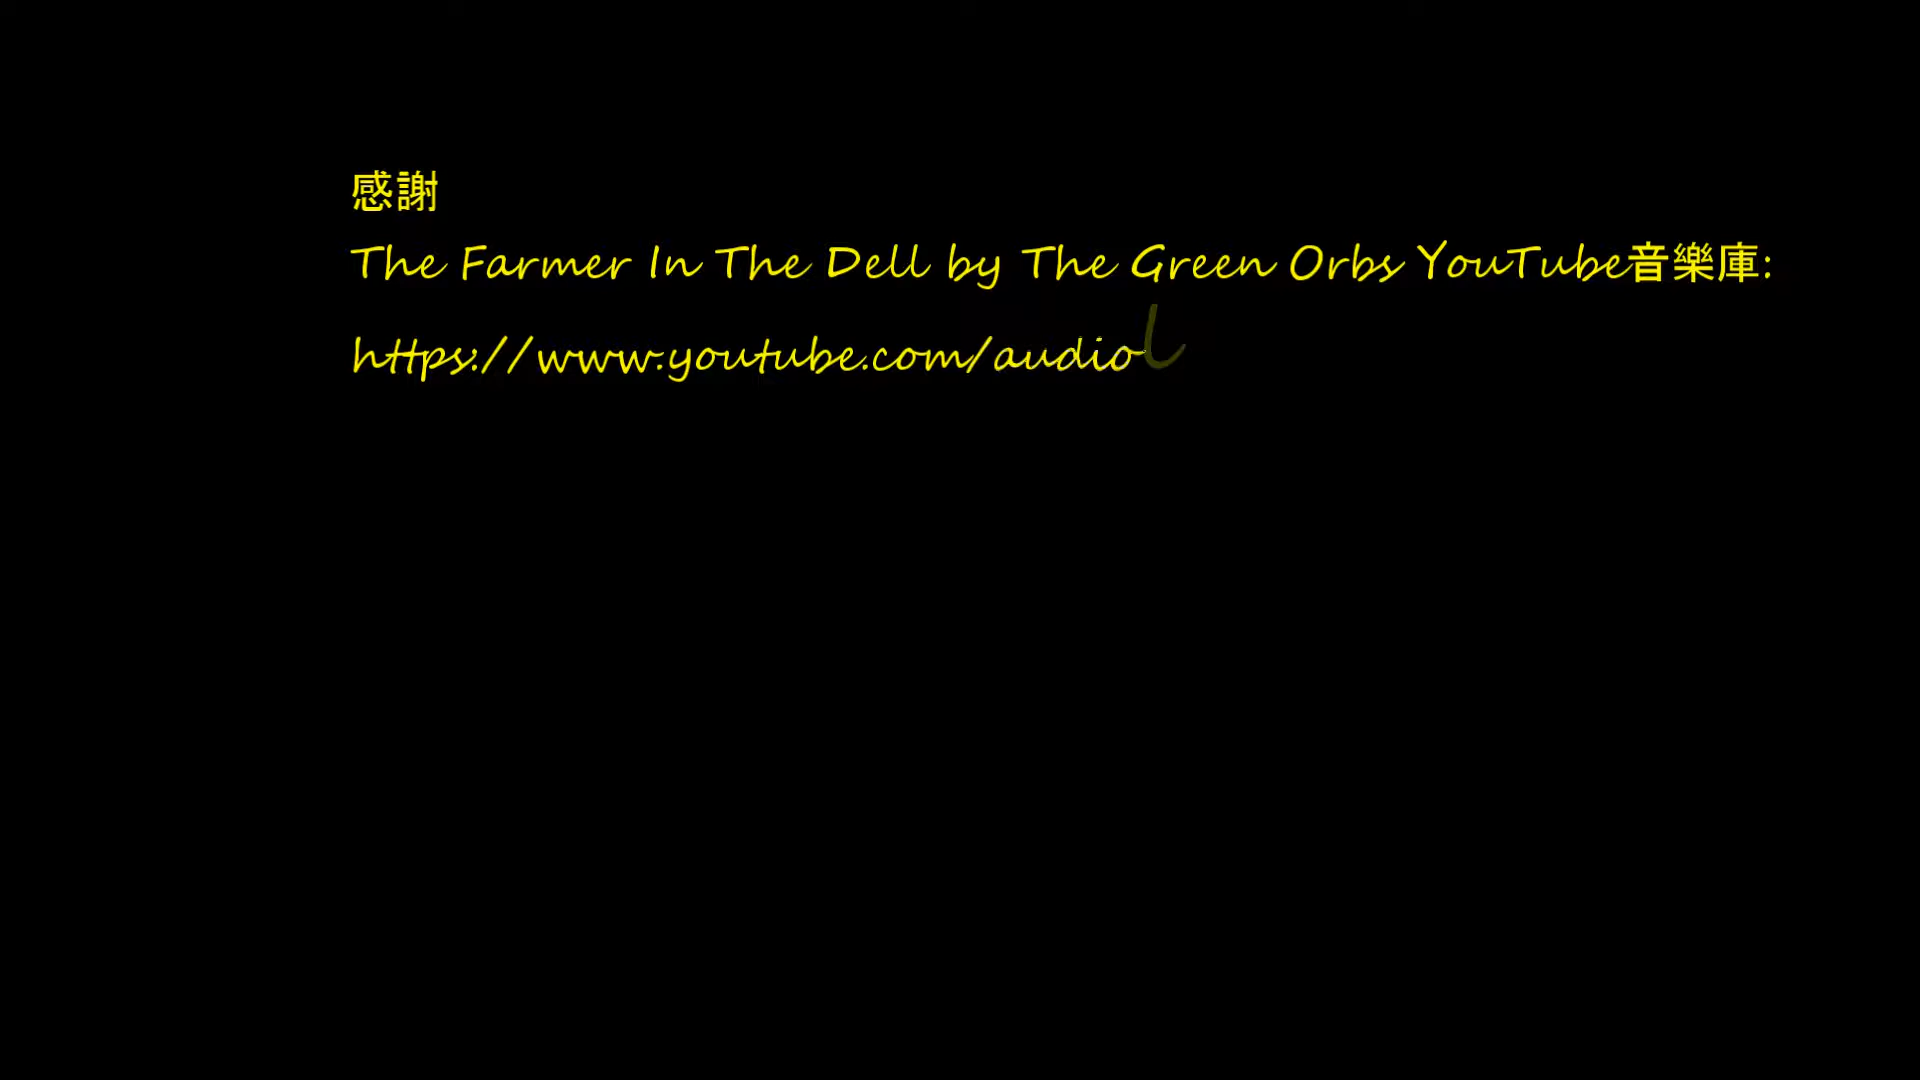 感謝
The Farmer In The Dell by The Green Orbs YouTube音樂庫:
https://www.youtube.com/audiol